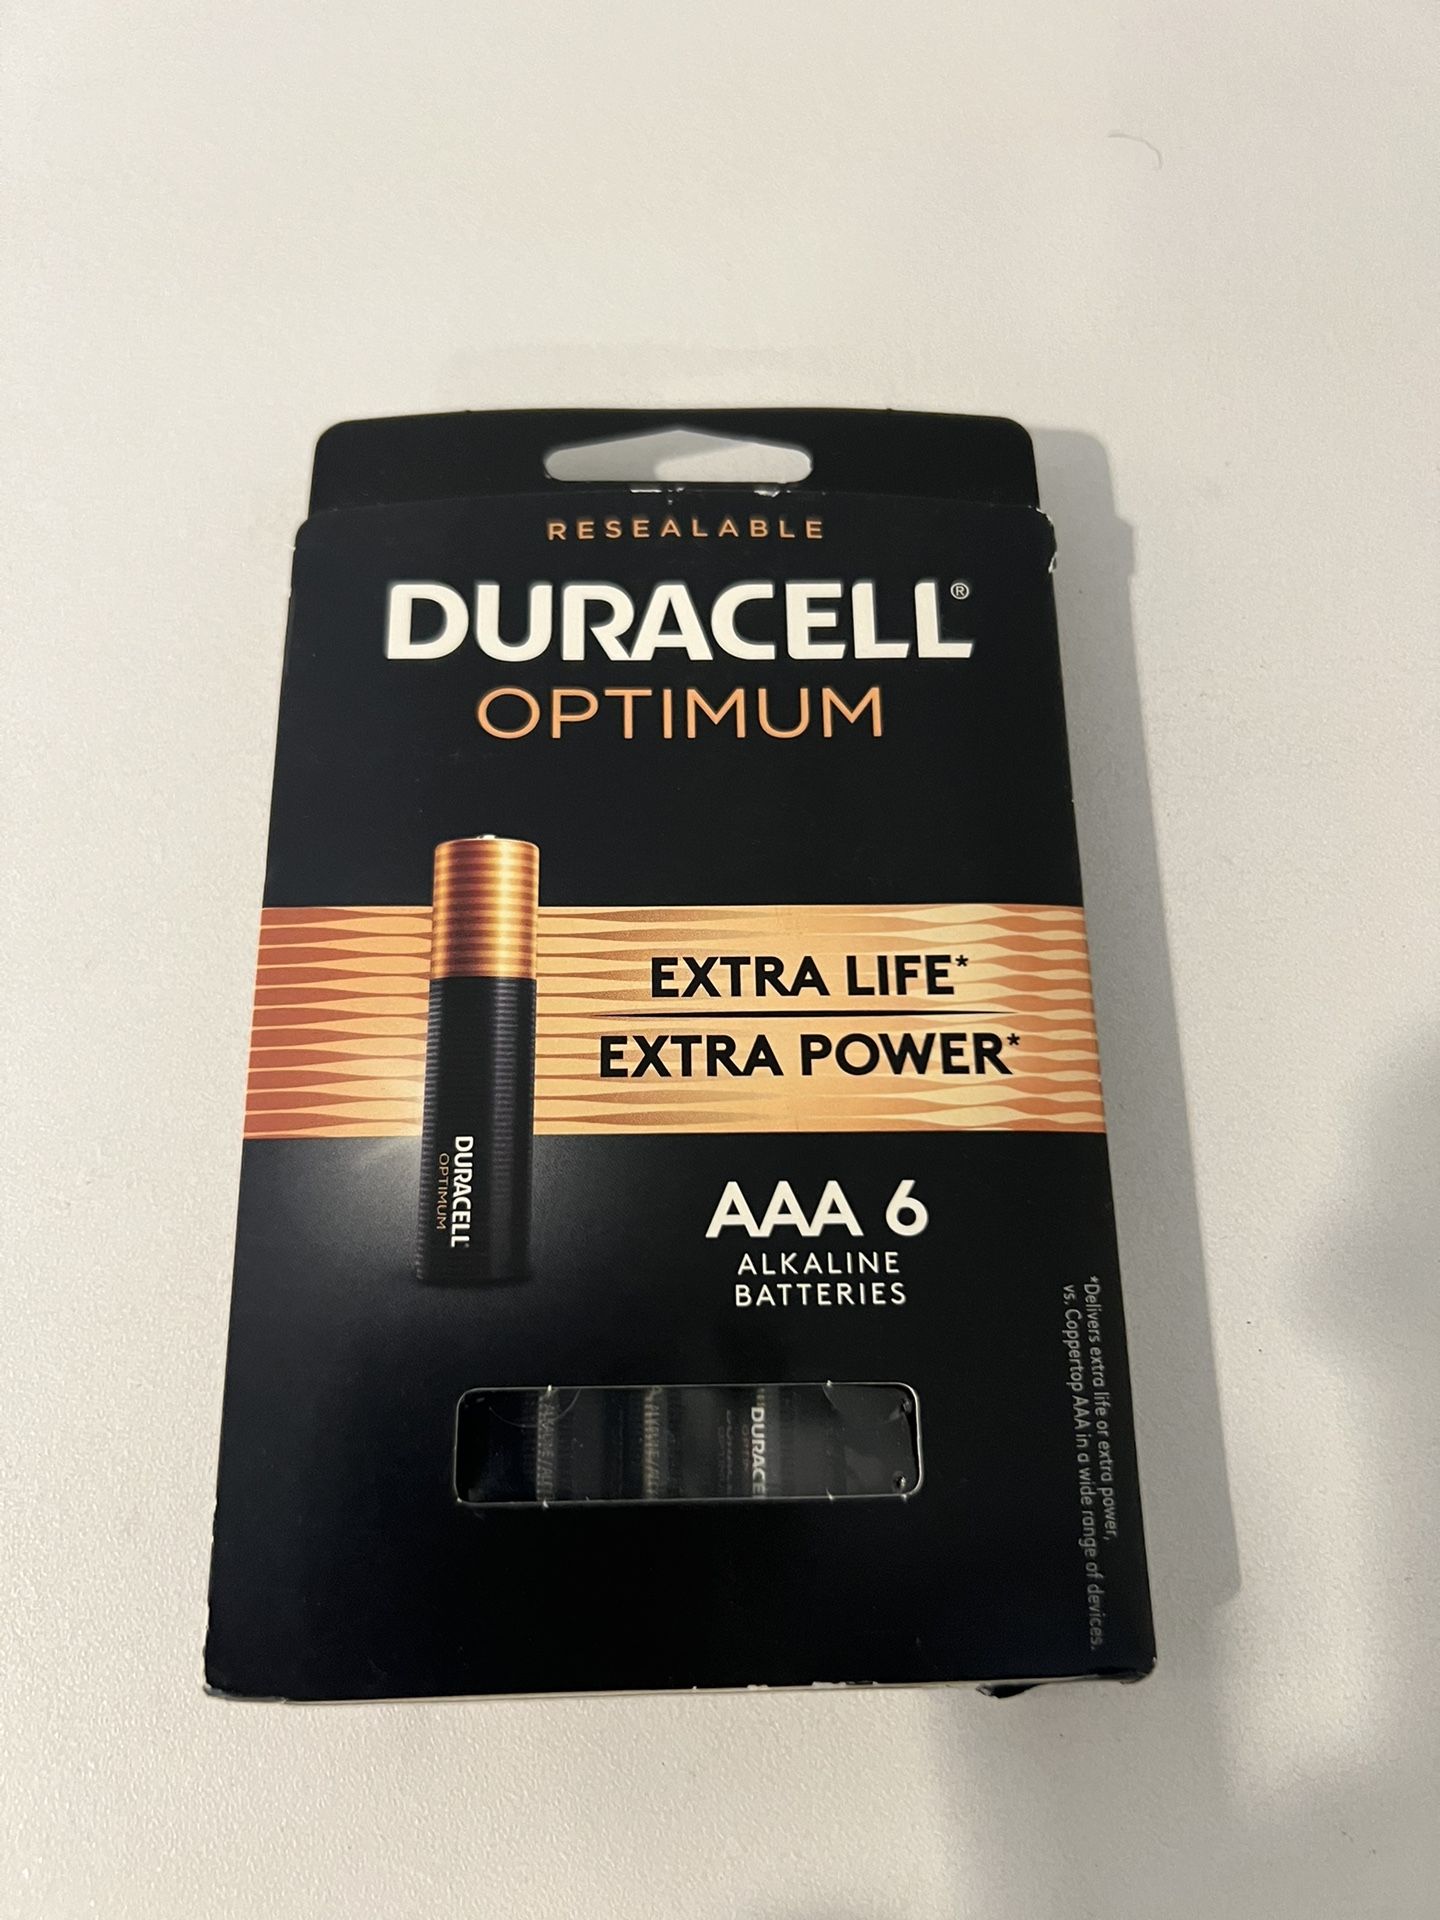 RESEALABLE
DURACELL®
OPTIMUM
EXTRA LIFE*
EXTRA POWER*
DURACELL
OPTIMUM
AAA 6
ALKALINE
BATTERIES
*Delivers extra life or extra power,
vs. Coppertop AAA in a wide range of devices.
DURACE